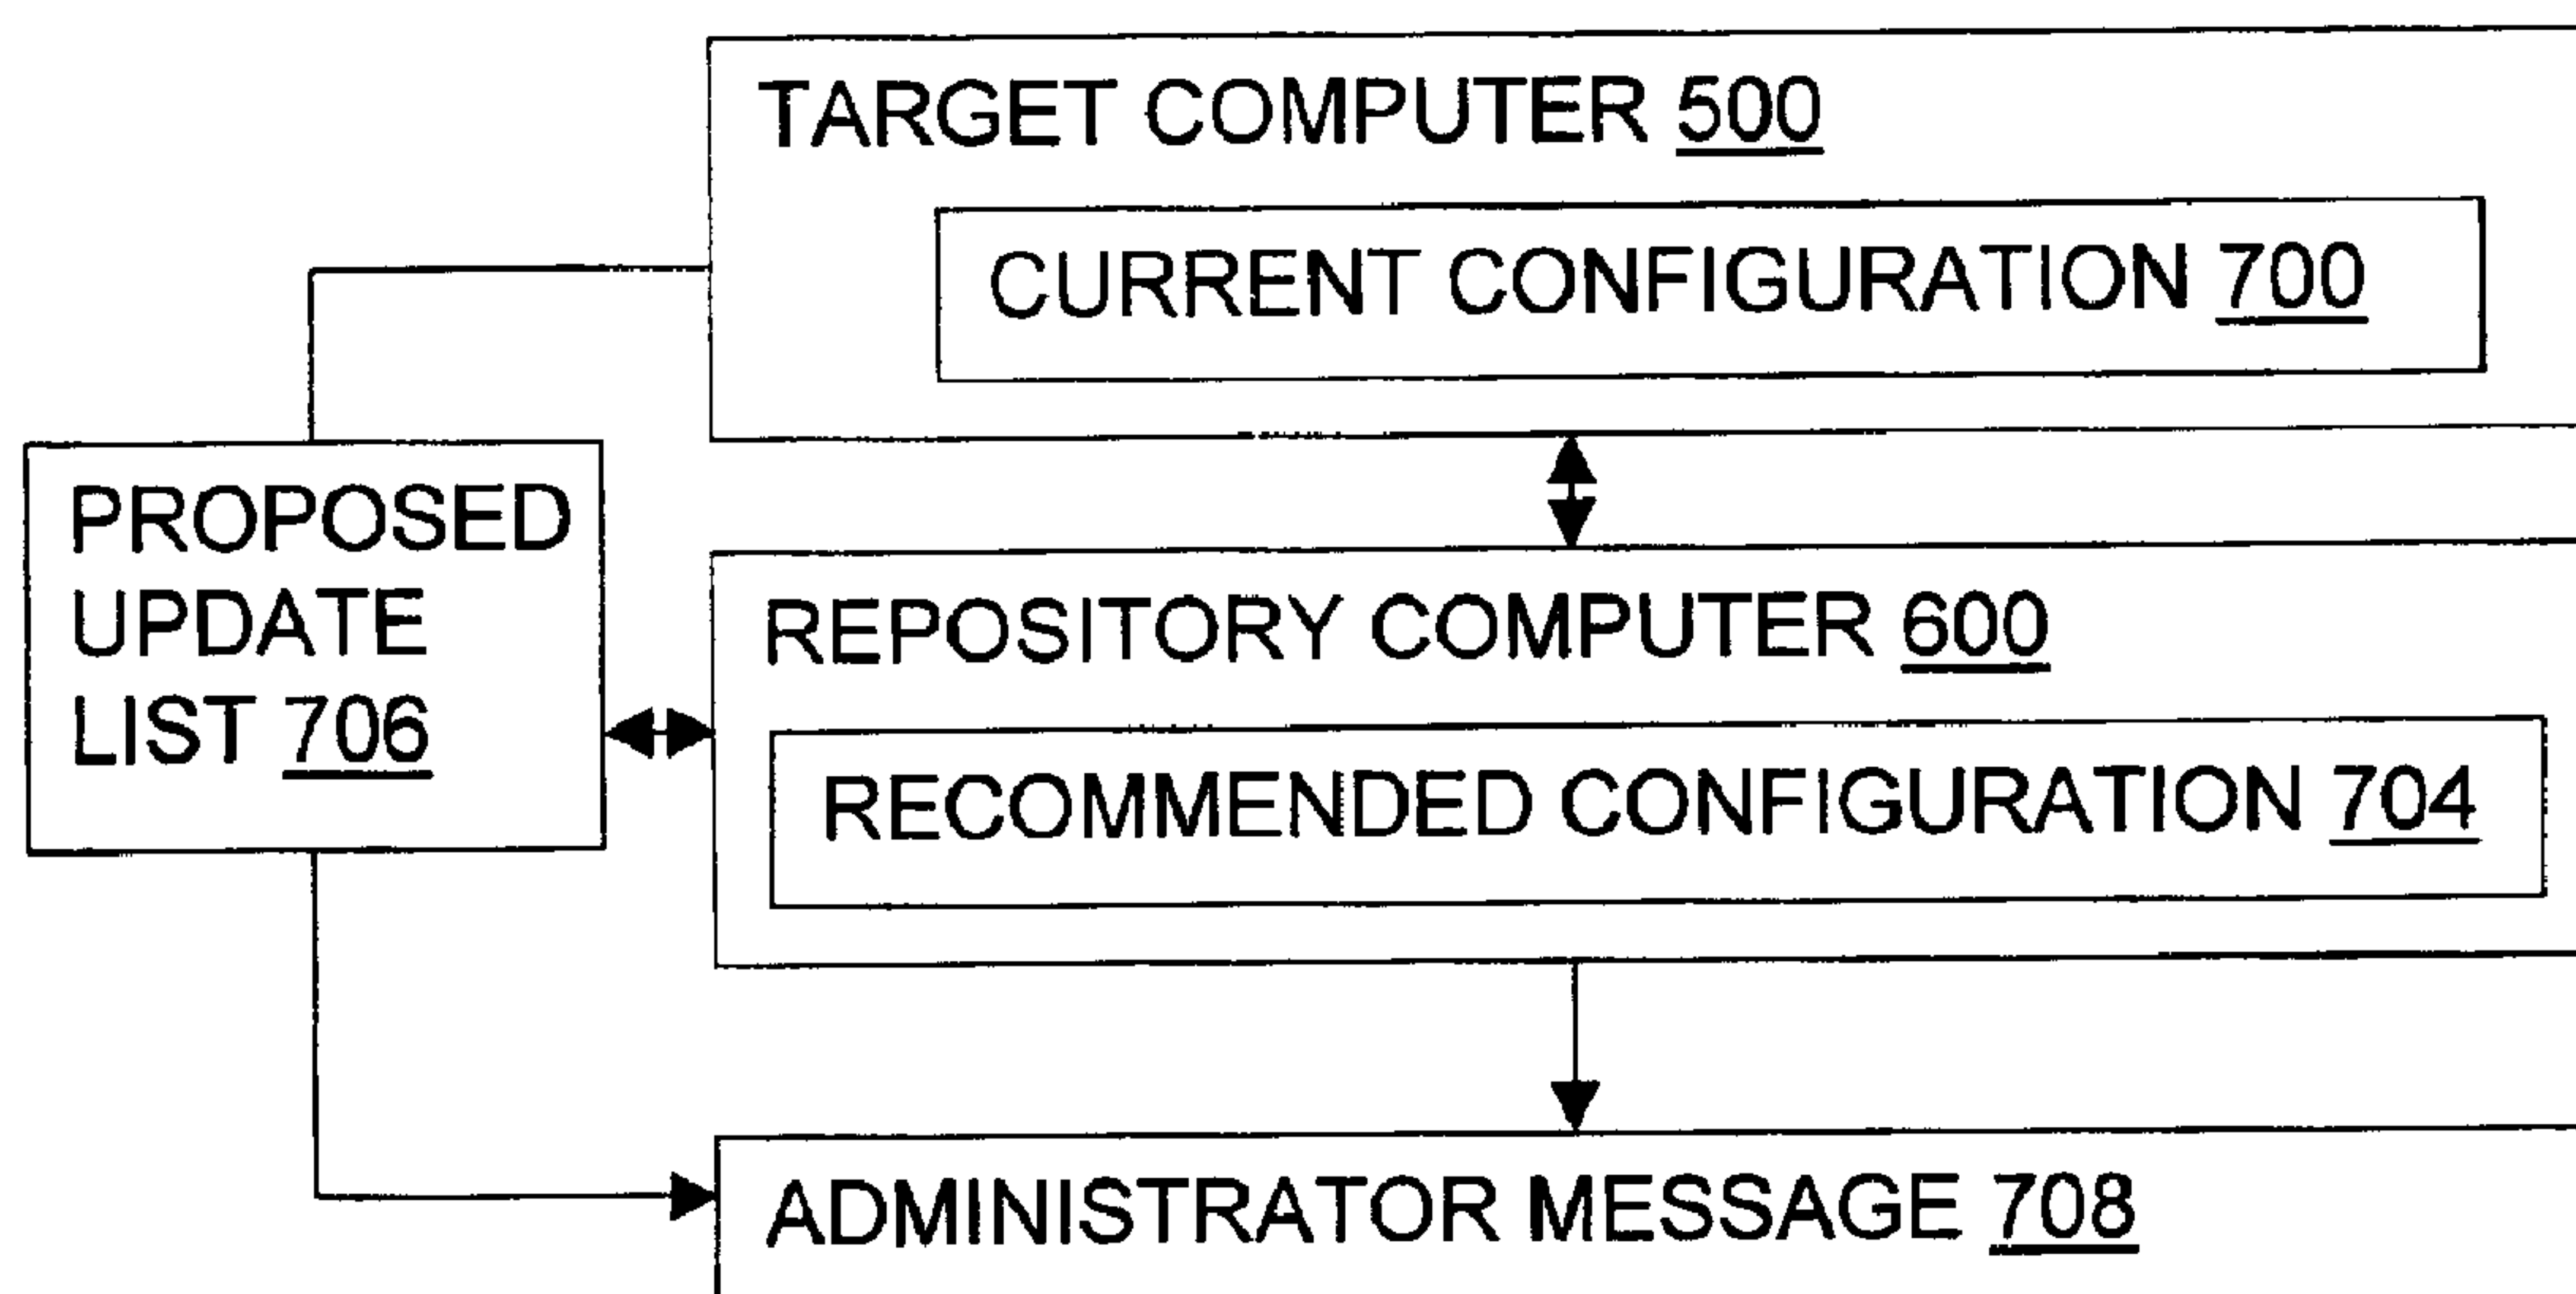 TARGET COMPUTER 500
CURRENT CONFIGURATION 700
PROPOSED
UPDATE
LIST 706
REPOSITORY COMPUTER 600
RECOMMENDED CONFIGURATION 704
ADMINISTRATOR MESSAGE 708